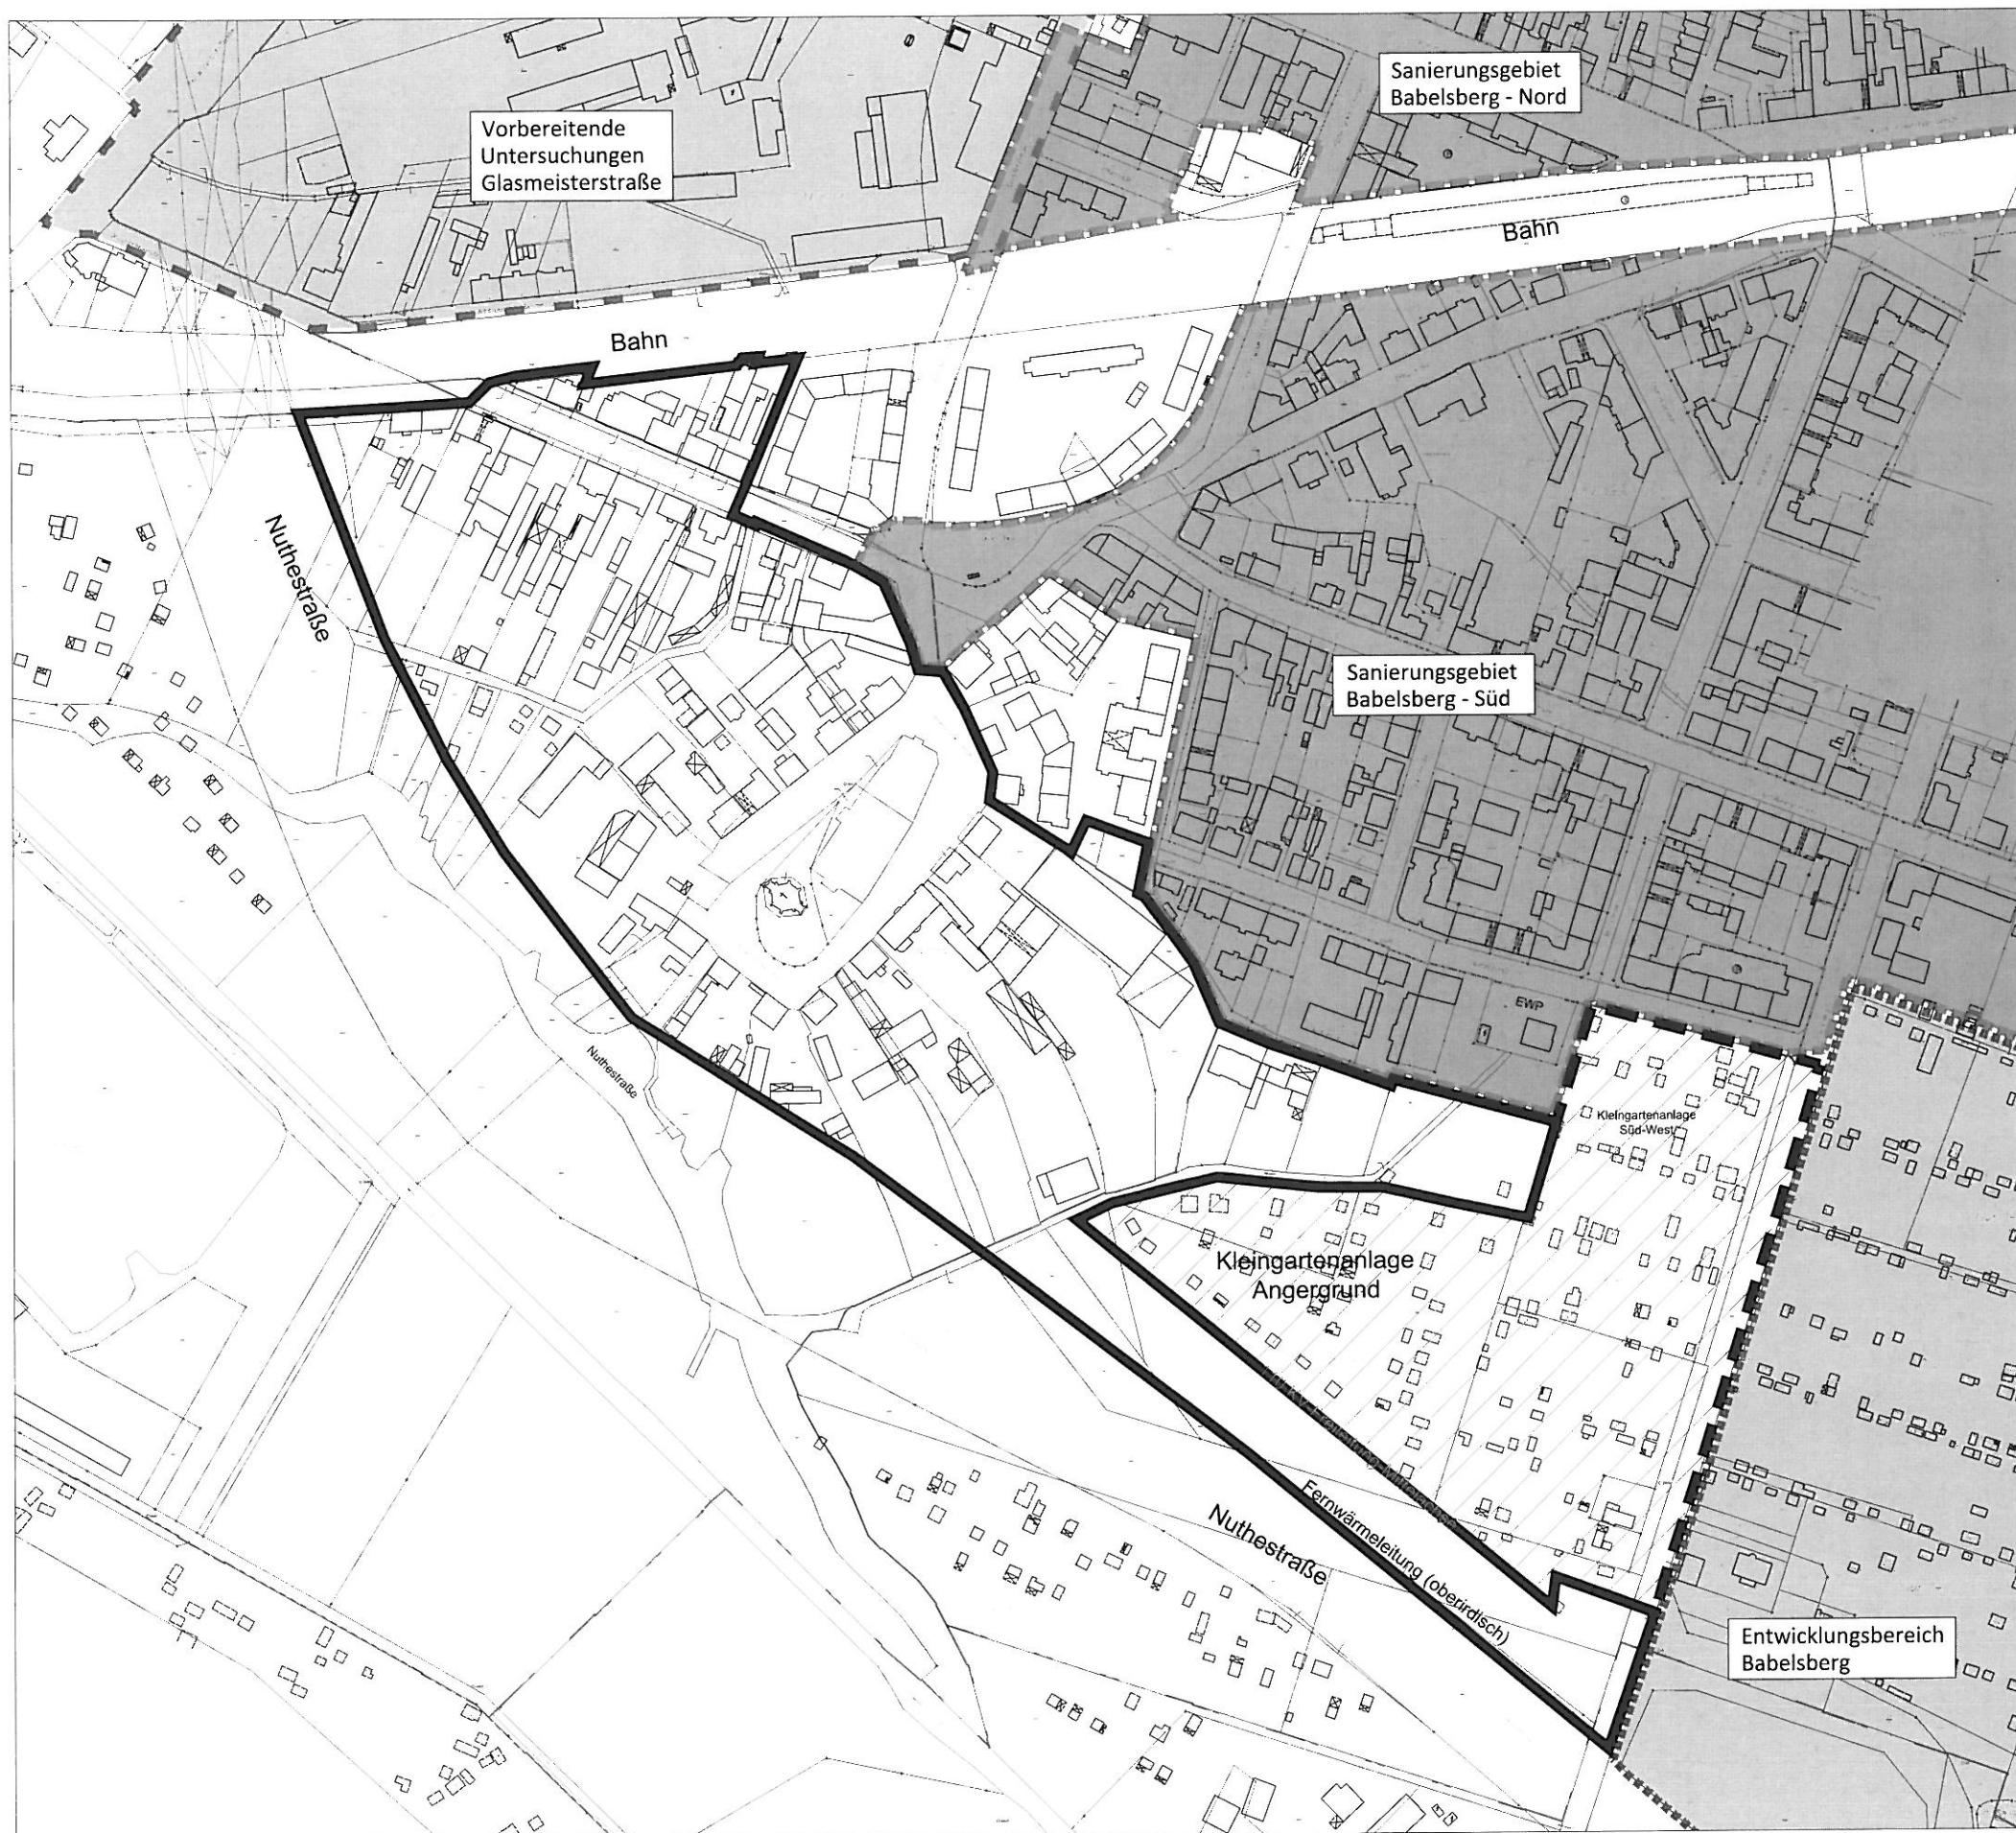 Sanierungsgebiet
Babelsberg - Nord
Vorbereitende
Untersuchungen
Glasmeisterstraße
Bahn
Bahn
Nuthestraße
Sanierungsgebiet
Babelsberg - Süd
EWP
Nuthestraße
Kleingartenanlage
Süd-West
Kleingartenanlage
Angergrund
Nuthestraße
Fernwärmeleitung (oberirdisch)
Entwicklungsbereich
Babelsberg